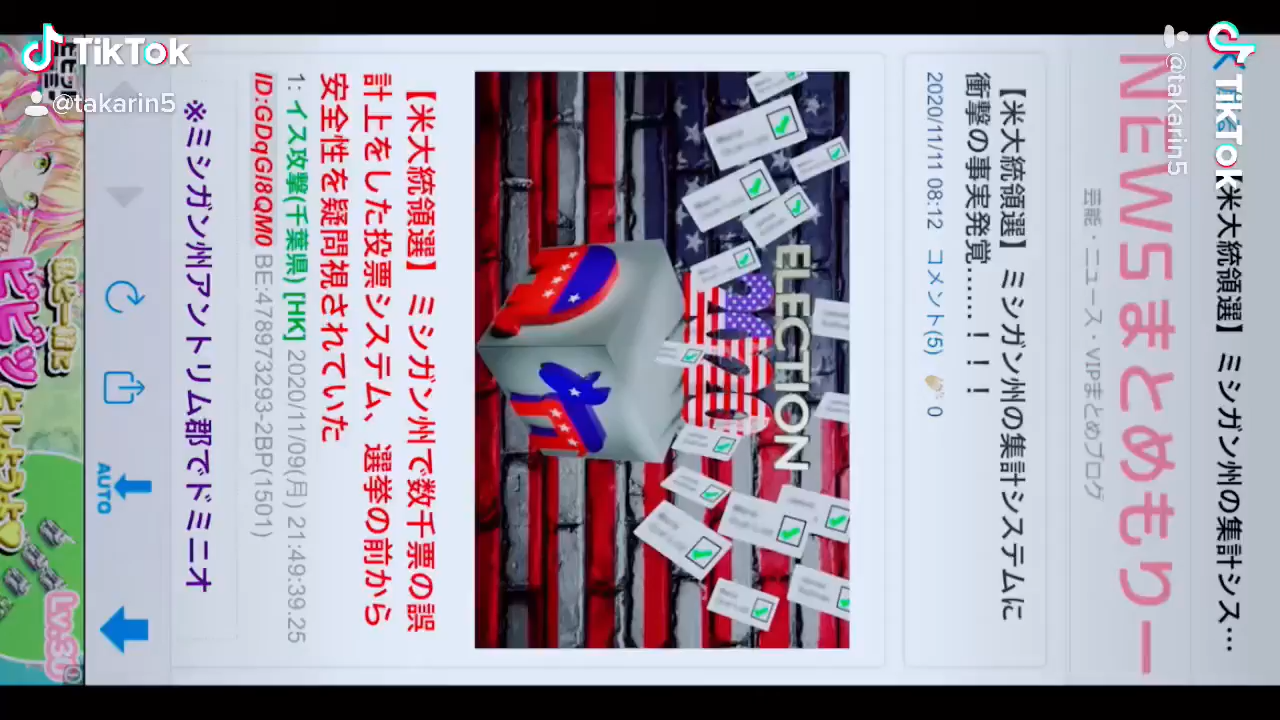 【米大統領選】 ミシガン州の集計シス…
NEWSまとめもりー
芸能・ニュース・VIPまとめブログ
【米大統領選】 ミシガン州の集計システムに
衝撃の事実発覚……！！！
2020/11/11 08:12 コメント(5) 0
ELECTION
【米大統領選】 ミシガン州で数千票の誤
計上をした投票システム、選挙の前から
安全性を疑問視されていた
1: イス攻撃(千葉県) [HK] 2020/11/09(月) 21:49:39.25
ID:GDqGI8QM0 BE:478973293-2BP(1501)
※ミシガン州アントリム郡でドミニオ
AUTO
TikTok
@takarin5
TikTok
@takarin5